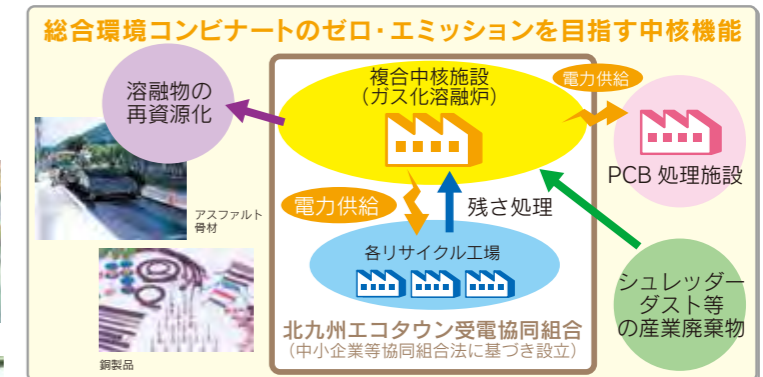 総合環境コンビナートのゼロ・エミッションを目指す中核機能
溶融物の
再資源化
複合中核施設
（ガス化溶融炉）
電力供給
PCB 処理施設
アスファルト
骨材
電力供給
残さ処理
各リサイクル工場
シュレッダー
ダスト等
の産業廃棄物
北九州エコタウン受電協同組合
（中小企業等協同組合法に基づき設立）
銅製品